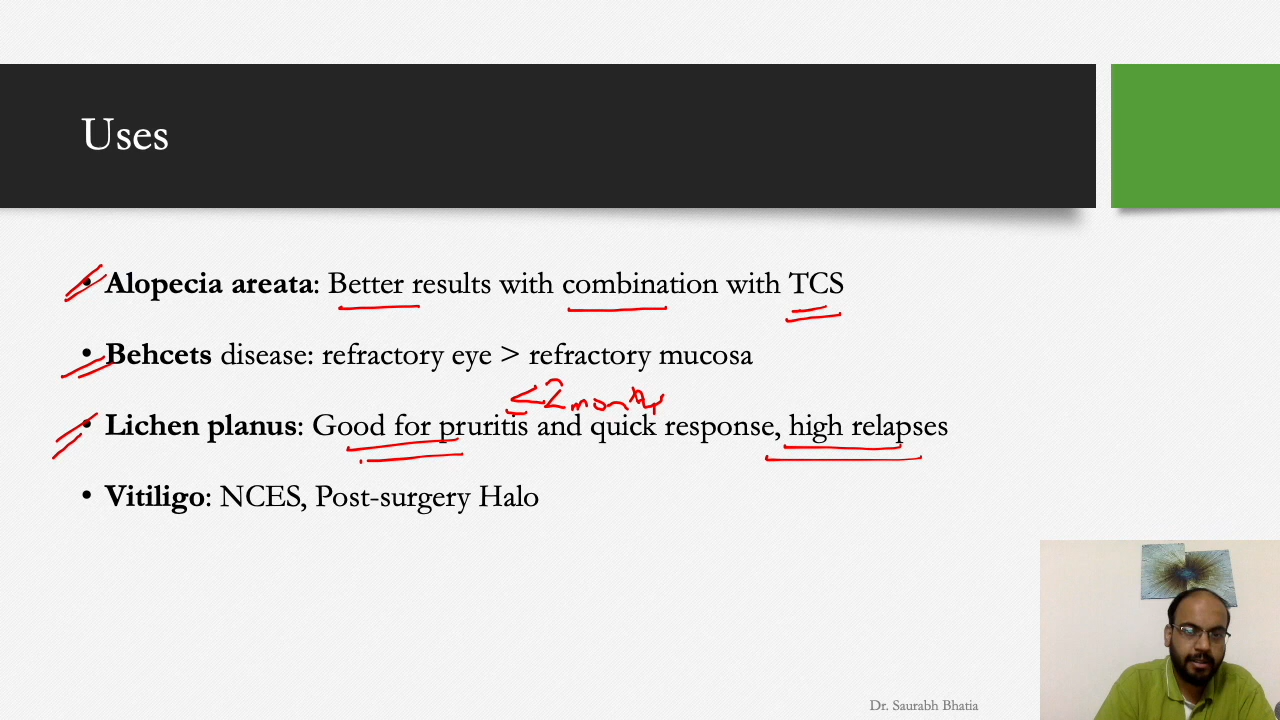 Uses
• Alopecia areata: Better results with combination with TCS
• Behcets disease: refractory eye > refractory mucosa
<2 months
• Lichen planus: Good for pruritis and quick response, high relapses
• Vitiligo: NCES, Post-surgery Halo
Dr. Saurabh Bhatia